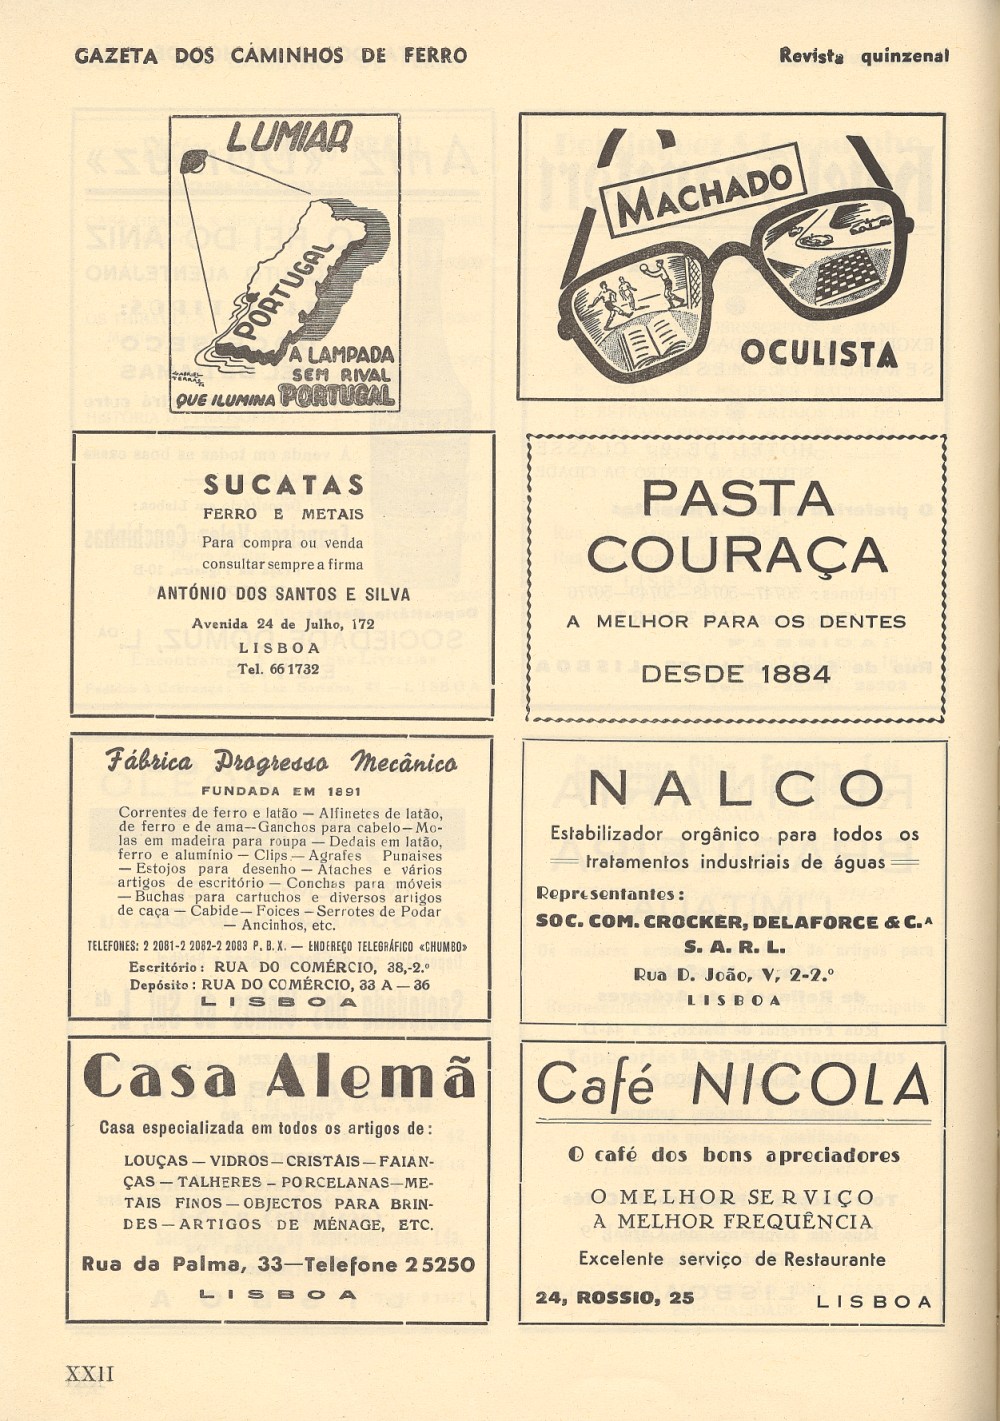 GAZETA DOS CAMINHOS DE FERRO
Revista quinzenal
LUMIAR
PORTUGAL
A LAMPADA
SEM RIVAL
QUE ILUMINA PORTUGAL
MACHADO
OCULISTA
SUCATAS
FERRO E METAIS
Para compra ou venda
consultar sempre a firma
ANTÓNIO DOS SANTOS E SILVA
Avenida 24 de Julho, 172
LISBOA
Tel. 661732
PASTA
COURAÇA
A MELHOR PARA OS DENTES
DESDE 1884
Fábrica Progresso Mecânico
FUNDADA EM 1891
Correntes de ferro e latão — Alfinetes de latão,
de ferro e de ama — Ganchos para cabelo — Mo-
las em madeira para roupa — Dedais em latão,
ferro e alumínio — Clips — Agrafes Punaises
— Estojos para desenho — Ataches e vários
artigos de escritório — Conchas para móveis
— Buchas para cartuchos e diversos artigos
de caça — Cabide — Foices — Serrotes de Podar
— Ancinhos, etc.
TELEFONES: 2 2081-2 2082-2 2083 P. B. X. — ENDEREÇO TELEGRÁFICO «CHUMBO»
Escritório: RUA DO COMÉRCIO, 38,-2.º
Depósito: RUA DO COMÉRCIO, 33 A — 36
LISBOA
NALCO
Estabilizador orgânico para todos os
tratamentos industriais de águas
Representantes:
SOC. COM. CROCKER, DELAFORCE & C.ᴬ
S. A. R. L.
Rua D. João, V, 2-2.º
LISBOA
Casa Alemã
Casa especializada em todos os artigos de:
LOUÇAS — VIDROS — CRISTAIS — FAIAN-
ÇAS — TALHERES — PORCELANAS — ME-
TAIS FINOS — OBJECTOS PARA BRIN-
DES — ARTIGOS DE MÉNAGE, ETC.
Rua da Palma, 33 — Telefone 2 5250
LISBOA
Café NICOLA
O café dos bons apreciadores
O MELHOR SERVIÇO
A MELHOR FREQUÊNCIA
Excelente serviço de Restaurante
24, ROSSIO, 25 LISBOA
XXII